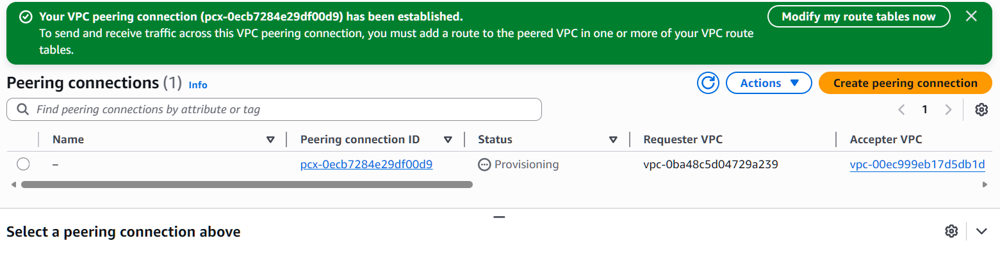 Your VPC peering connection (pcx-0ecb7284e29df00d9) has been established.
Modify my route tables now
To send and receive traffic across this VPC peering connection, you must add a route to the peered VPC in one or more of your VPC route
tables.
Peering connections (1) Info
Actions
Create peering connection
Find peering connections by attribute or tag
1
Name Peering connection ID Status Requester VPC Accepter VPC
– pcx-0ecb7284e29df00d9 Provisioning vpc-0ba48c5d04729a239 vpc-00ec999eb17d5db1d
Select a peering connection above